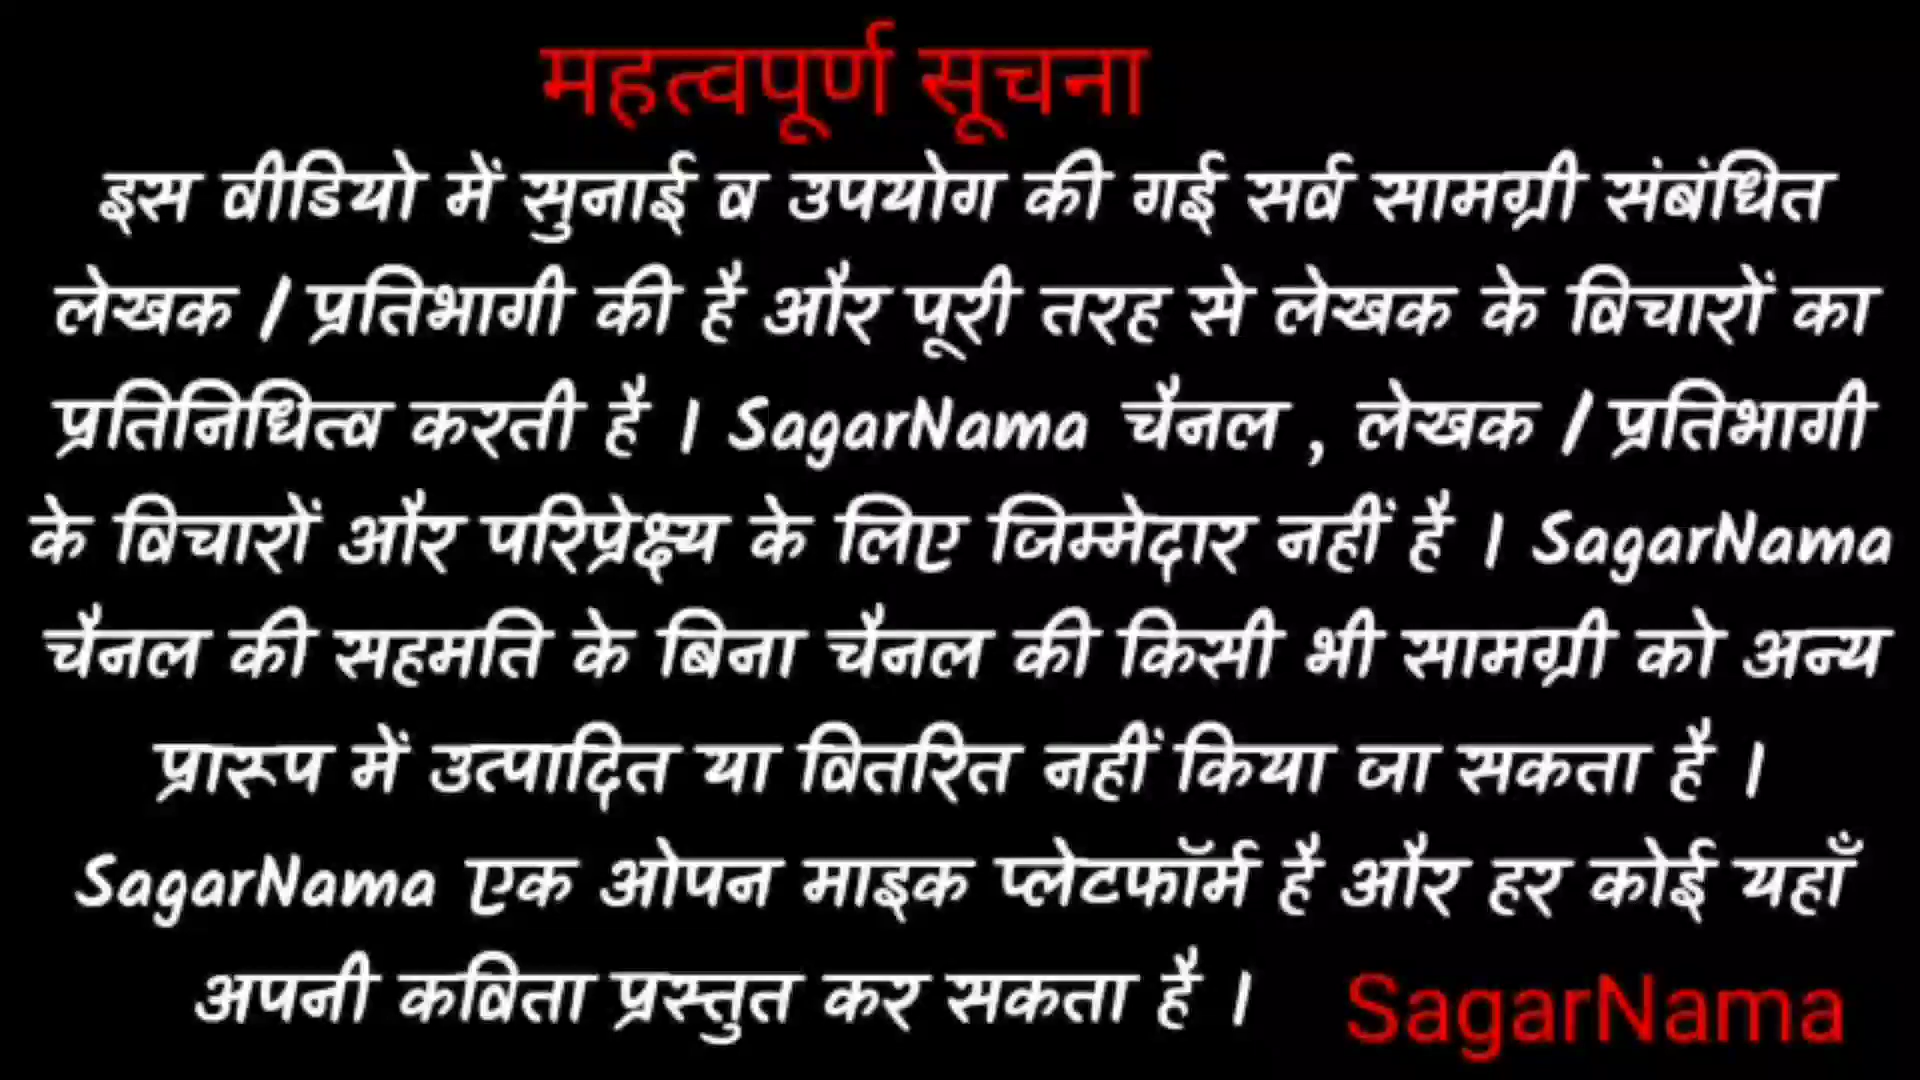 महत्वपूर्ण सूचना
इस वीडियो में सुनाई व उपयोग की गई सर्व सामग्री संबंधित
लेखक / प्रतिभागी की है और पूरी तरह से लेखक के विचारों का
प्रतिनिधित्व करती है । SagarNama चैनल , लेखक / प्रतिभागी
के विचारों और परिप्रेक्ष्य के लिए जिम्मेदार नहीं है । SagarNama
चैनल की सहमति के बिना चैनल की किसी भी सामग्री को अन्य
प्रारूप में उत्पादित या वितरित नहीं किया जा सकता है ।
SagarNama एक ओपन माइक प्लेटफॉर्म है और हर कोई यहाँ
अपनी कविता प्रस्तुत कर सकता है ।
SagarNama